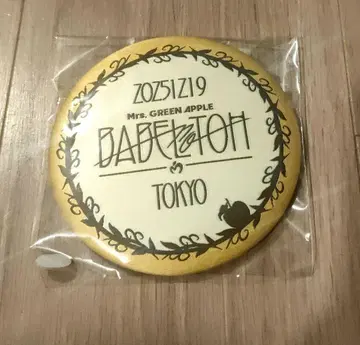 20251219
Mrs. GREEN APPLE
BABEL no TOH
TOKYO